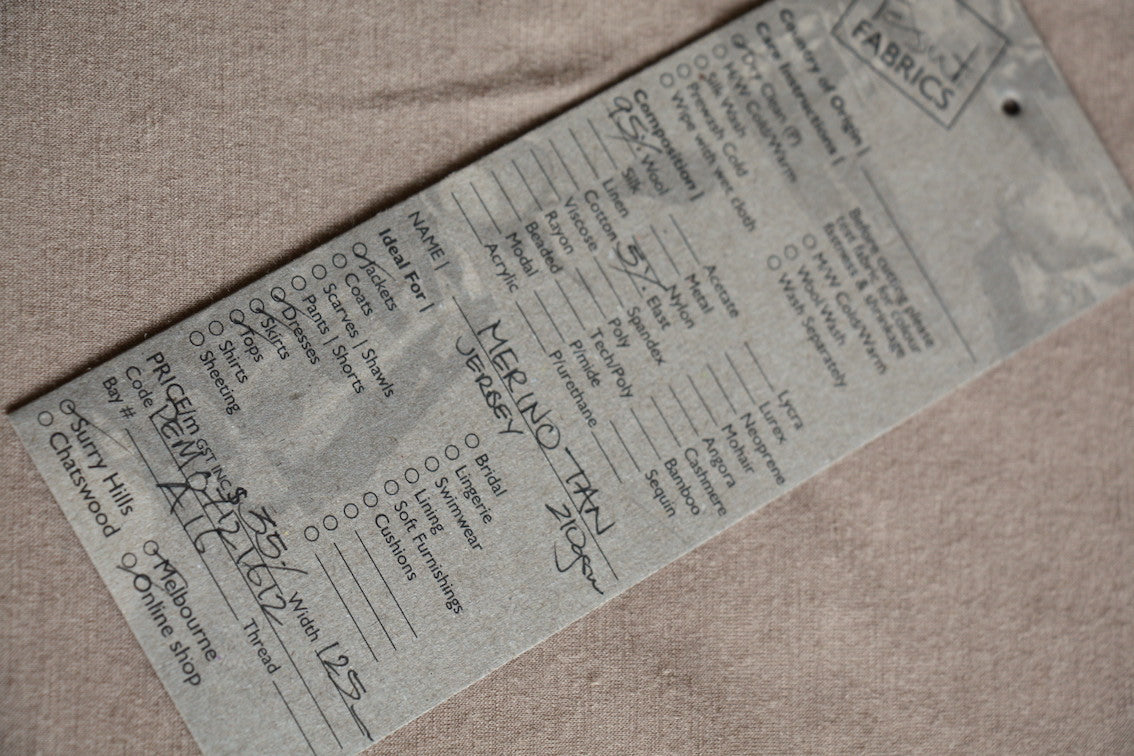 FABRICS
Country of Origin |
Care Instructions |
Dry Clean (P)
H/W Cold/Warm
Silk Wash
Prewash Cold
Wipe with wet cloth
Before cutting please
test fabric for colour
fastness & shrinkage
M/W Cold/Warm
Wool Wash
Wash Separately
Composition |
95% Wool
Silk
Linen
Cotton
Viscose
Rayon
Beaded
Modal
Acrylic
Acetate
Metal
Nylon
5% Elast
Spandex
Poly
Tech/Poly
P/mide
P/urethane
Lycra
Lurex
Neoprene
Mohair
Angora
Cashmere
Bamboo
Sequin
NAME | MERINO TAN
JERSEY 210gsm
Ideal For |
Jackets
Coats
Scarves | Shawls
Pants | Shorts
Dresses
Skirts
Tops
Shirts
Sheeting
Bridal
Lingerie
Swimwear
Lining
Soft Furnishings
Cushions
PRICE/m GST INC. $ 35/ Width 125
Code
Bay #
Thread
Surry Hills
Chatswood
Melbourne
Online shop